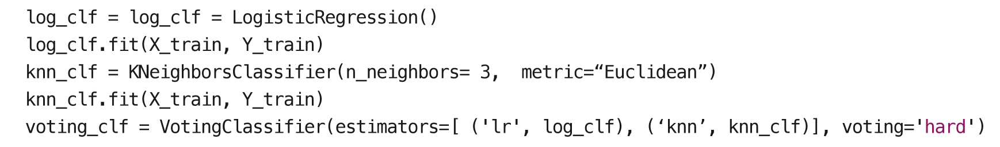 log_clf = log_clf = LogisticRegression()
log_clf.fit(X_train, Y_train)
knn_clf = KNeighborsClassifier(n_neighbors= 3,  metric=“Euclidean”)
knn_clf.fit(X_train, Y_train)
voting_clf = VotingClassifier(estimators=[ ('lr', log_clf), (‘knn’, knn_clf)], voting='hard')